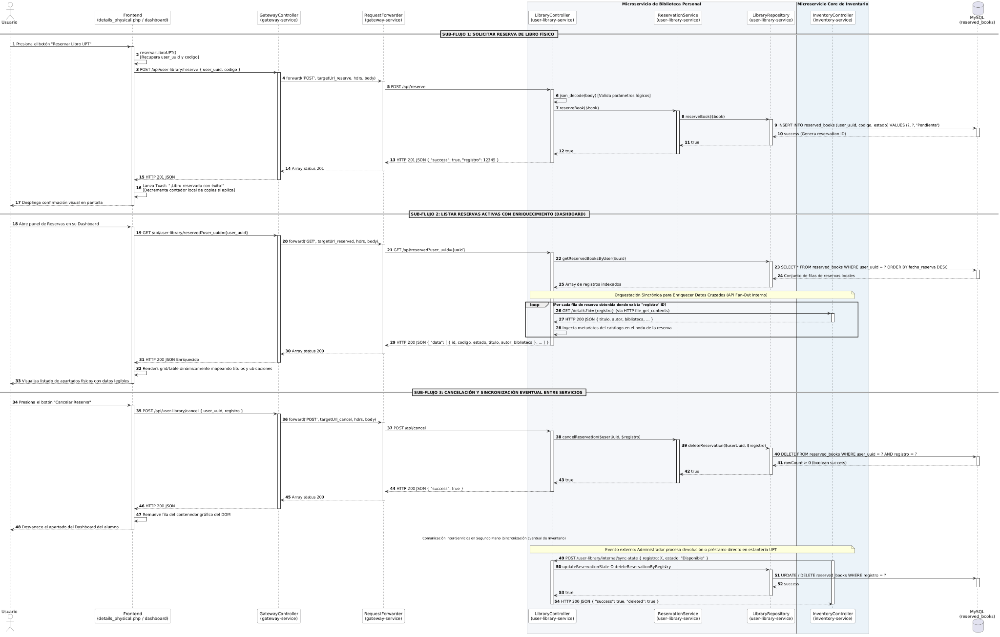 Microservicio de Biblioteca Personal
Microservicio Core de Inventario
Usuario
Frontend
(details_physical.php / dashboard)
GatewayController
(gateway-service)
RequestForwarder
(gateway-service)
LibraryController
(user-library-service)
ReservationService
(user-library-service)
LibraryRepository
(user-library-service)
InventoryController
(inventory-service)
MySQL
(reserved_books)
SUB-FLUJO 1: SOLICITAR RESERVA DE LIBRO FÍSICO
1 Presiona el botón "Reservar Libro UPT"
2 reservarLibroUPT()
[Recupera user_uuid y codigo]
3 POST /api/user-library/reserve { user_uuid, codigo }
4 forward('POST', targetUrl_reserve, hdrs, body)
5 POST /api/reserve
6 json_decode(body) [Valida parámetros lógicos]
7 reserveBook($book)
8 reserveBook($book)
9 INSERT INTO reserved_books (user_uuid, codigo, estado) VALUES (?, ?, 'Pendiente')
10 success (Genera reservation ID)
11 true
12 true
13 HTTP 201 JSON { "success": true, "registro": 12345 }
14 Array status 201
15 HTTP 201 JSON
16 Lanza Toast: "¡Libro reservado con éxito!"
[Decrementa contador local de copias si aplica]
17 Despliega confirmación visual en pantalla
SUB-FLUJO 2: LISTAR RESERVAS ACTIVAS CON ENRIQUECIMIENTO (DASHBOARD)
18 Abre panel de Reservas en su Dashboard
19 GET /api/user-library/reserved?user_uuid={user_uuid}
20 forward('GET', targetUrl_reserved, hdrs, body)
21 GET /api/reserved?user_uuid={uuid}
22 getReservedBooksByUser($uuid)
23 SELECT * FROM reserved_books WHERE user_uuid = ? ORDER BY fecha_reserva DESC
24 Conjunto de filas de reservas locales
25 Array de registros indexados
Orquestación Sincrónica para Enriquecer Datos Cruzados (API Fan-Out Interno)
loop [Por cada fila de reserva obtenida donde exista "registro" ID]
26 GET /details?id={registro} (via HTTP file_get_contents)
27 HTTP 200 JSON { titulo, autor, biblioteca, ... }
28 Inyecta metadatos del catálogo en el nodo de la reserva
29 HTTP 200 JSON { "data": [ { id, codigo, estado, titulo, autor, biblioteca }, ... ] }
30 Array status 200
31 HTTP 200 JSON Enriquecido
32 Renders grid/table dinámicamente mapeando títulos y ubicaciones
33 Visualiza listado de apartados físicos con datos legibles
SUB-FLUJO 3: CANCELACIÓN Y SINCRONIZACIÓN EVENTUAL ENTRE SERVICIOS
34 Presiona el botón "Cancelar Reserva"
35 POST /api/user-library/cancel { user_uuid, registro }
36 forward('POST', targetUrl_cancel, hdrs, body)
37 POST /api/cancel
38 cancelReservation($userUuid, $registro)
39 deleteReservation($userUuid, $registro)
40 DELETE FROM reserved_books WHERE user_uuid = ? AND registro = ?
41 rowCount > 0 (boolean success)
42 true
43 true
44 HTTP 200 JSON { "success": true }
45 Array status 200
46 HTTP 200 JSON
47 Remueve fila del contenedor gráfico del DOM
48 Desvanece el apartado del Dashboard del alumno
Comunicación Inter-Servicios en Segundo Plano (Sincronización Eventual de Inventario)
Evento externo: Administrador procesa devolución o préstamo directo en estantería UPT
49 POST /user-library/internal/sync-state { registro: X, estado: "Disponible" }
50 updateReservationState O deleteReservationByRegistry
51 UPDATE / DELETE reserved_books WHERE registro = ?
52 success
53 true
54 HTTP 200 JSON { "success": true, "deleted": true }
Usuario
Frontend
(details_physical.php / dashboard)
GatewayController
(gateway-service)
RequestForwarder
(gateway-service)
LibraryController
(user-library-service)
ReservationService
(user-library-service)
LibraryRepository
(user-library-service)
InventoryController
(inventory-service)
MySQL
(reserved_books)